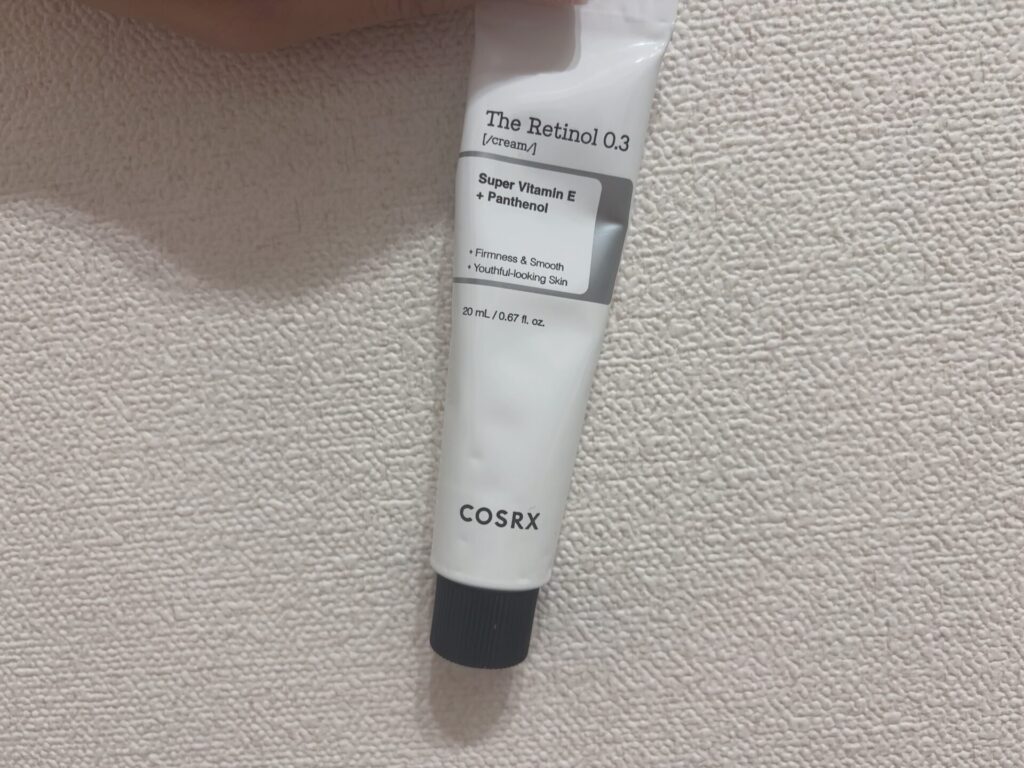 The Retinol 0.3
[/cream/]
Super Vitamin E
+ Panthenol
• Firmness & Smooth
• Youthful-looking Skin
20 mL / 0.67 fl. oz.
COSRX